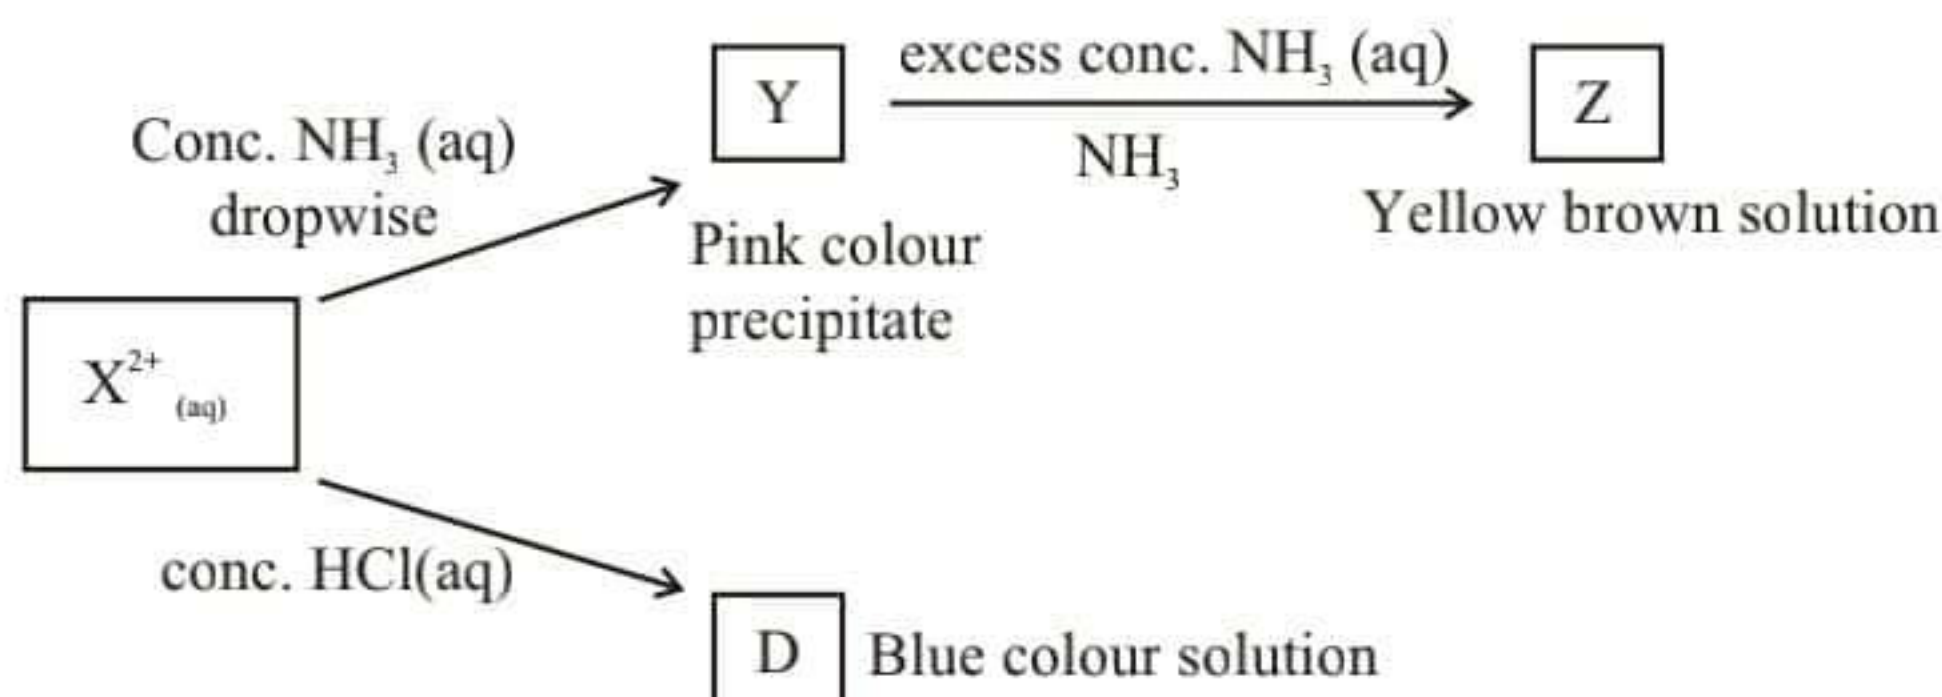 Conc. NH₃ (aq)
dropwise
Y
Pink colour
precipitate
excess conc. NH₃ (aq)
NH₃
Z
Yellow brown solution
X²⁺ (aq)
conc. HCl(aq)
D
Blue colour solution